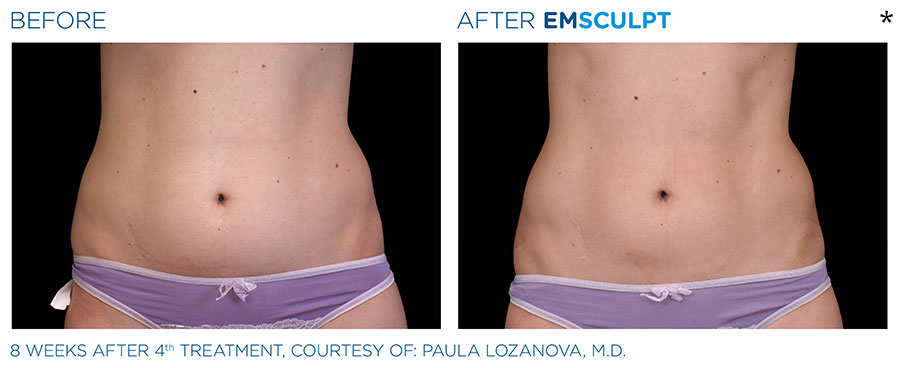 BEFORE
AFTER EMSCULPT
*
8 WEEKS AFTER 4th TREATMENT, COURTESY OF: PAULA LOZANOVA, M.D.